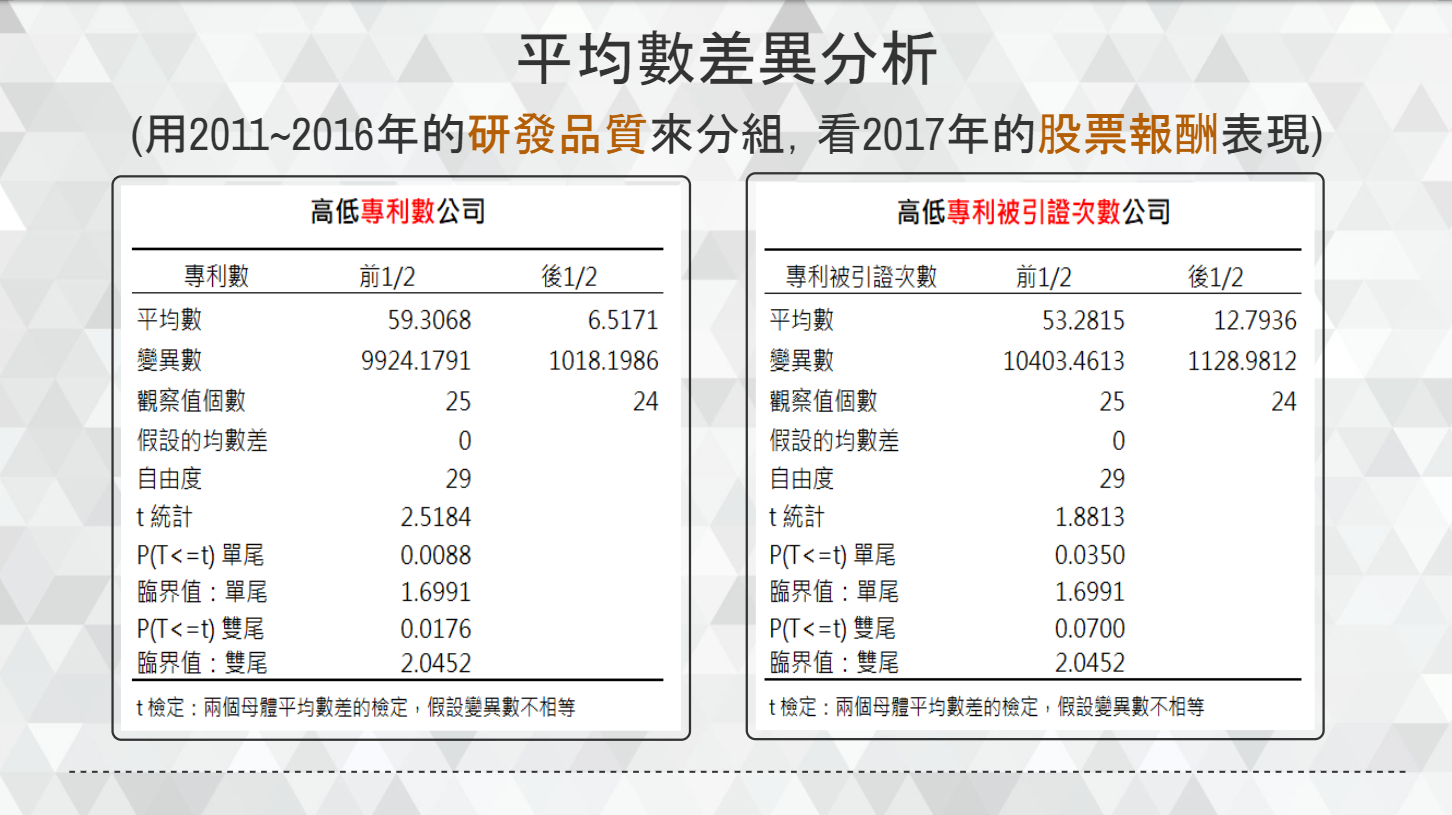 平均數差異分析
(用2011~2016年的研發品質來分組, 看2017年的股票報酬表現)
高低專利數公司
專利數 前1/2 後1/2
平均數 59.3068 6.5171
變異數 9924.1791 1018.1986
觀察值個數 25 24
假設的均數差 0
自由度 29
t 統計 2.5184
P(T<=t) 單尾 0.0088
臨界值：單尾 1.6991
P(T<=t) 雙尾 0.0176
臨界值：雙尾 2.0452
t 檢定：兩個母體平均數差的檢定，假設變異數不相等
高低專利被引證次數公司
專利被引證次數 前1/2 後1/2
平均數 53.2815 12.7936
變異數 10403.4613 1128.9812
觀察值個數 25 24
假設的均數差 0
自由度 29
t 統計 1.8813
P(T<=t) 單尾 0.0350
臨界值：單尾 1.6991
P(T<=t) 雙尾 0.0700
臨界值：雙尾 2.0452
t 檢定：兩個母體平均數差的檢定，假設變異數不相等